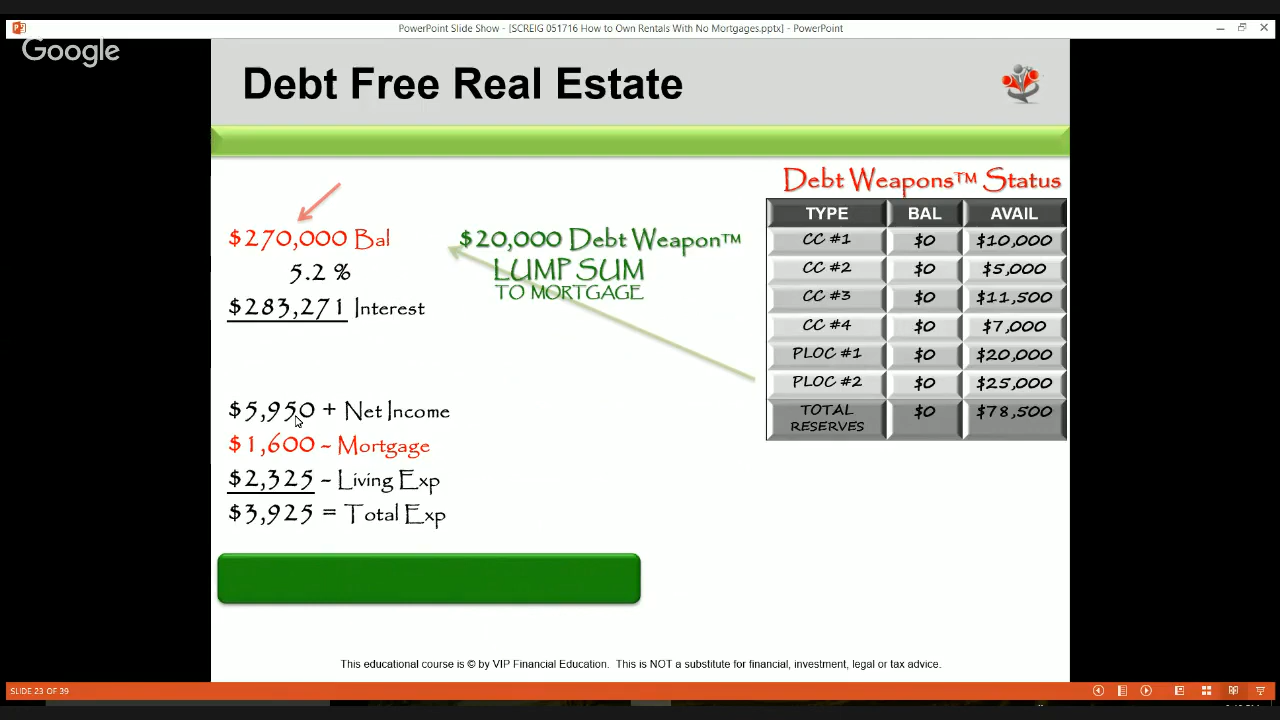 PowerPoint Slide Show - [SCREIG 051716 How to Own Rentals With No Mortgages.pptx] - PowerPoint
Google
Debt Free Real Estate
$270,000 Bal
5.2 %
$283,271 Interest
$20,000 Debt Weapon™
LUMP SUM
TO MORTGAGE
Debt Weapons™ Status
TYPE BAL AVAIL
CC #1 $0 $10,000
CC #2 $0 $5,000
CC #3 $0 $11,500
CC #4 $0 $7,000
PLOC #1 $0 $20,000
PLOC #2 $0 $25,000
TOTAL RESERVES $0 $78,500
$5,950 + Net Income
$1,600 - Mortgage
$2,325 - Living Exp
$3,925 = Total Exp
This educational course is © by VIP Financial Education. This is NOT a substitute for financial, investment, legal or tax advice.
SLIDE 23 OF 39